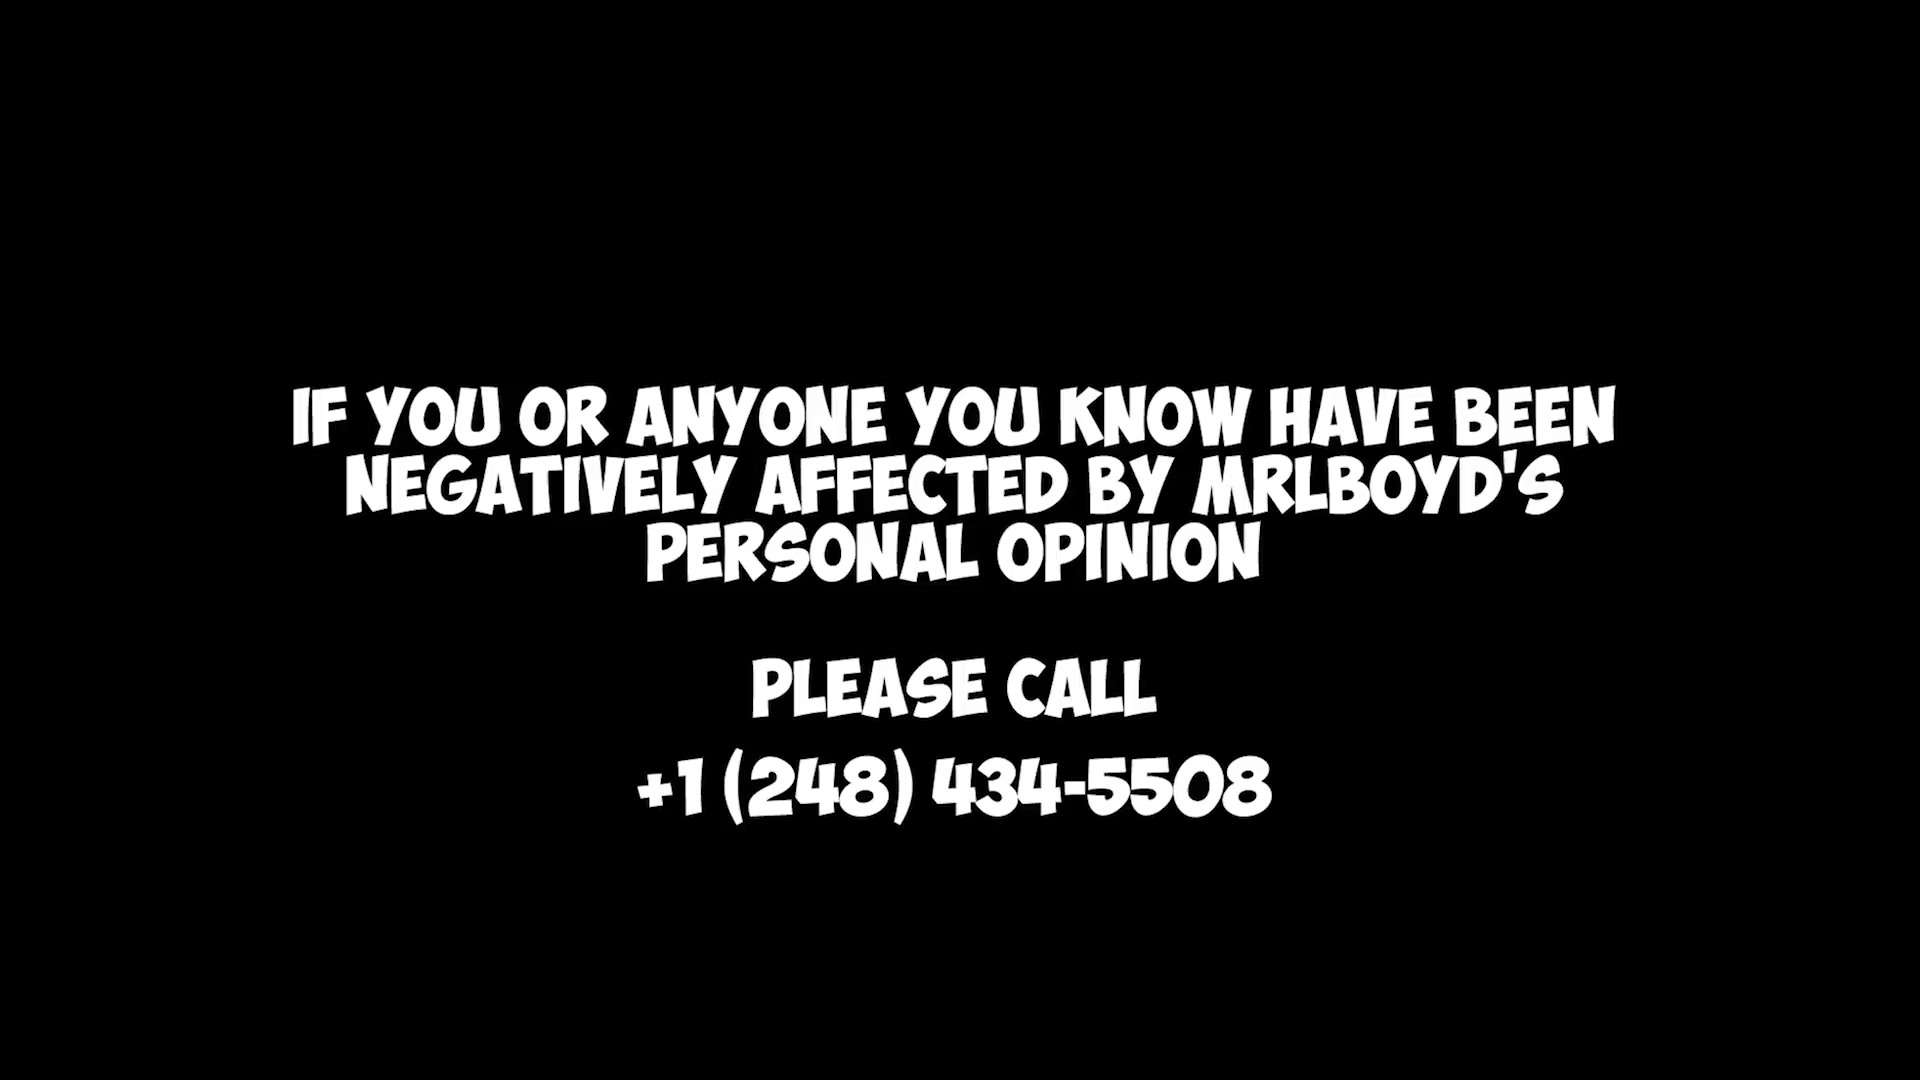 IF YOU OR ANYONE YOU KNOW HAVE BEEN
NEGATIVELY AFFECTED BY MRLBOYD'S
PERSONAL OPINION
PLEASE CALL
+1 (248) 434-5508